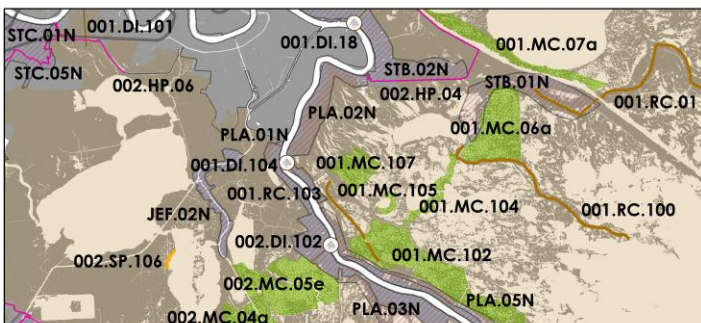 STC.01N
001.DI.101
001.DI.18
001.MC.07a
STC.05N
002.HP.06
STB.02N
STB.01N
002.HP.04
001.RC.01
PLA.02N
PLA.01N
001.MC.06a
001.DI.104
001.MC.107
001.RC.103
001.MC.105
JEF.02N
001.MC.104
001.RC.100
002.DI.102
002.SP.106
001.MC.102
002.MC.05e
PLA.03N
PLA.05N
002.MC.04a